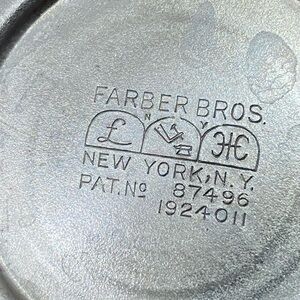 FARBER BROS.
N. Y.
NEW YORK, N.Y.
PAT. No 87496
1924011